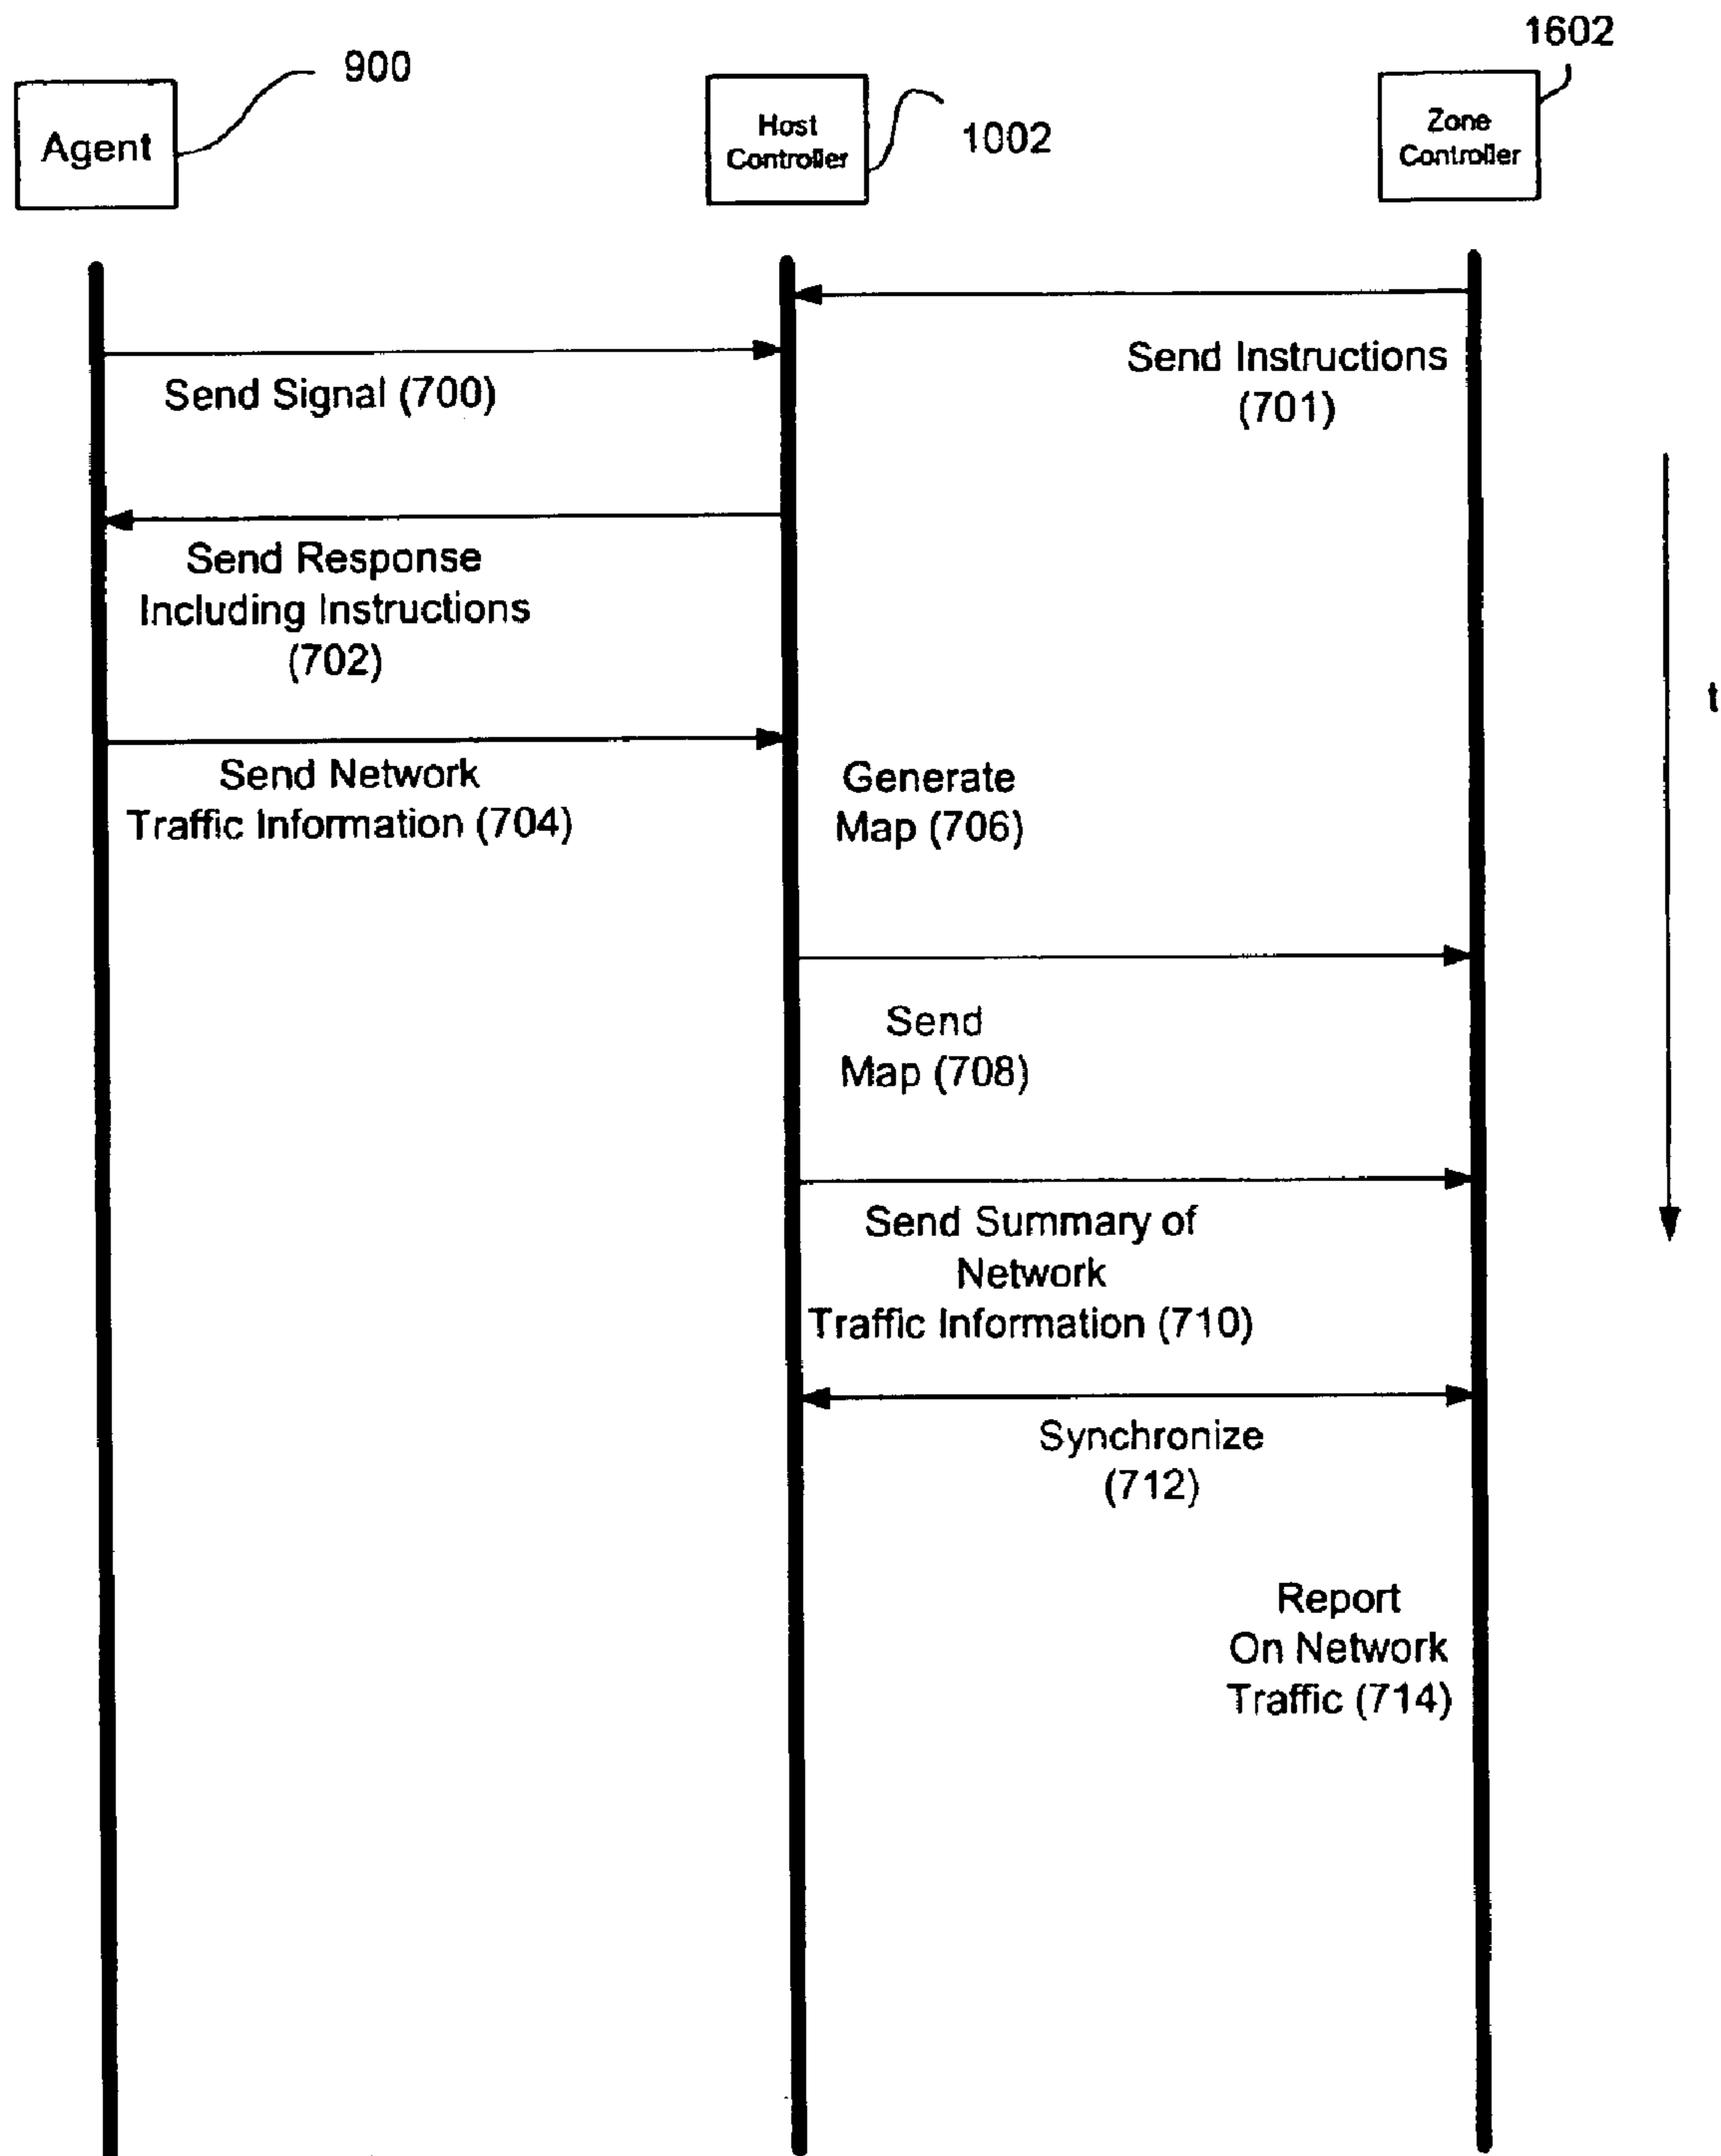 1602
900
Agent
Host
Controller
1002
Zone
Controller
Send Instructions
(701)
Send Signal (700)
Send Response
Including Instructions
(702)
t
Send Network
Traffic Information (704)
Generate
Map (706)
Send
Map (708)
Send Summary of
Network
Traffic Information (710)
Synchronize
(712)
Report
On Network
Traffic (714)